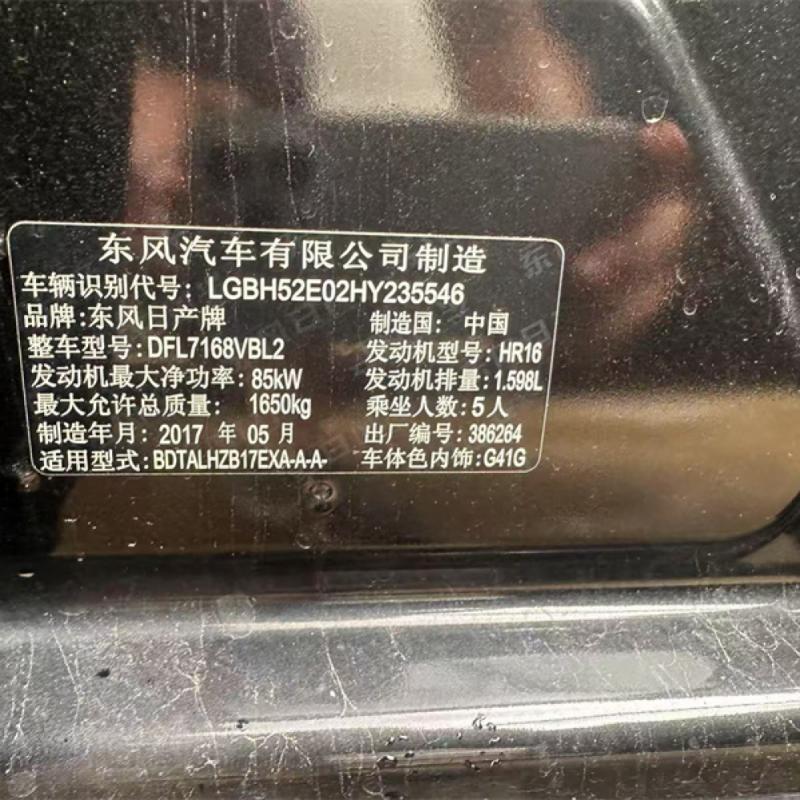 东风汽车有限公司制造
车辆识别代号: LGBH52E02HY235546
品牌:东风日产牌 制造国: 中国
整车型号:DFL7168VBL2 发动机型号:HR16
发动机最大净功率:85kW 发动机排量:1.598L
最大允许总质量: 1650kg 乘坐人数:5人
制造年月: 2017 年 05 月 出厂编号:386264
适用型式:BDTALHZB17EXA-A-A- 车体色内饰:G41G